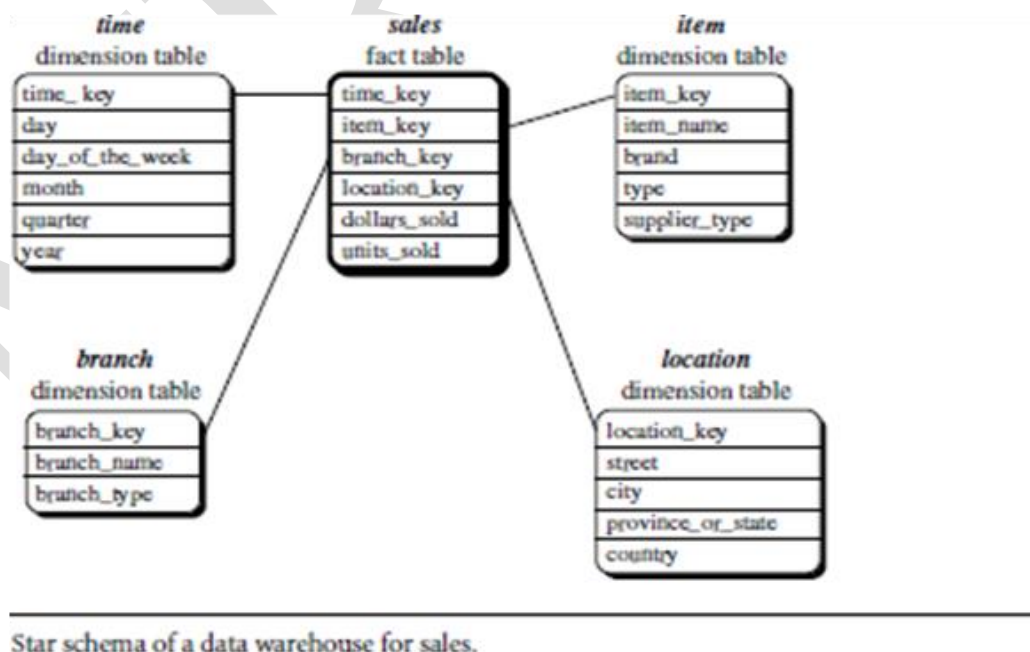 time
dimension table
time_ key
day
day_of_the_week
month
quarter
year
sales
fact table
time_key
item_key
branch_key
location_key
dollars_sold
units_sold
item
dimension table
item_key
item_name
brand
type
supplier_type
branch
dimension table
branch_key
branch_name
branch_type
location
dimension table
location_key
street
city
province_or_state
country
Star schema of a data warehouse for sales.